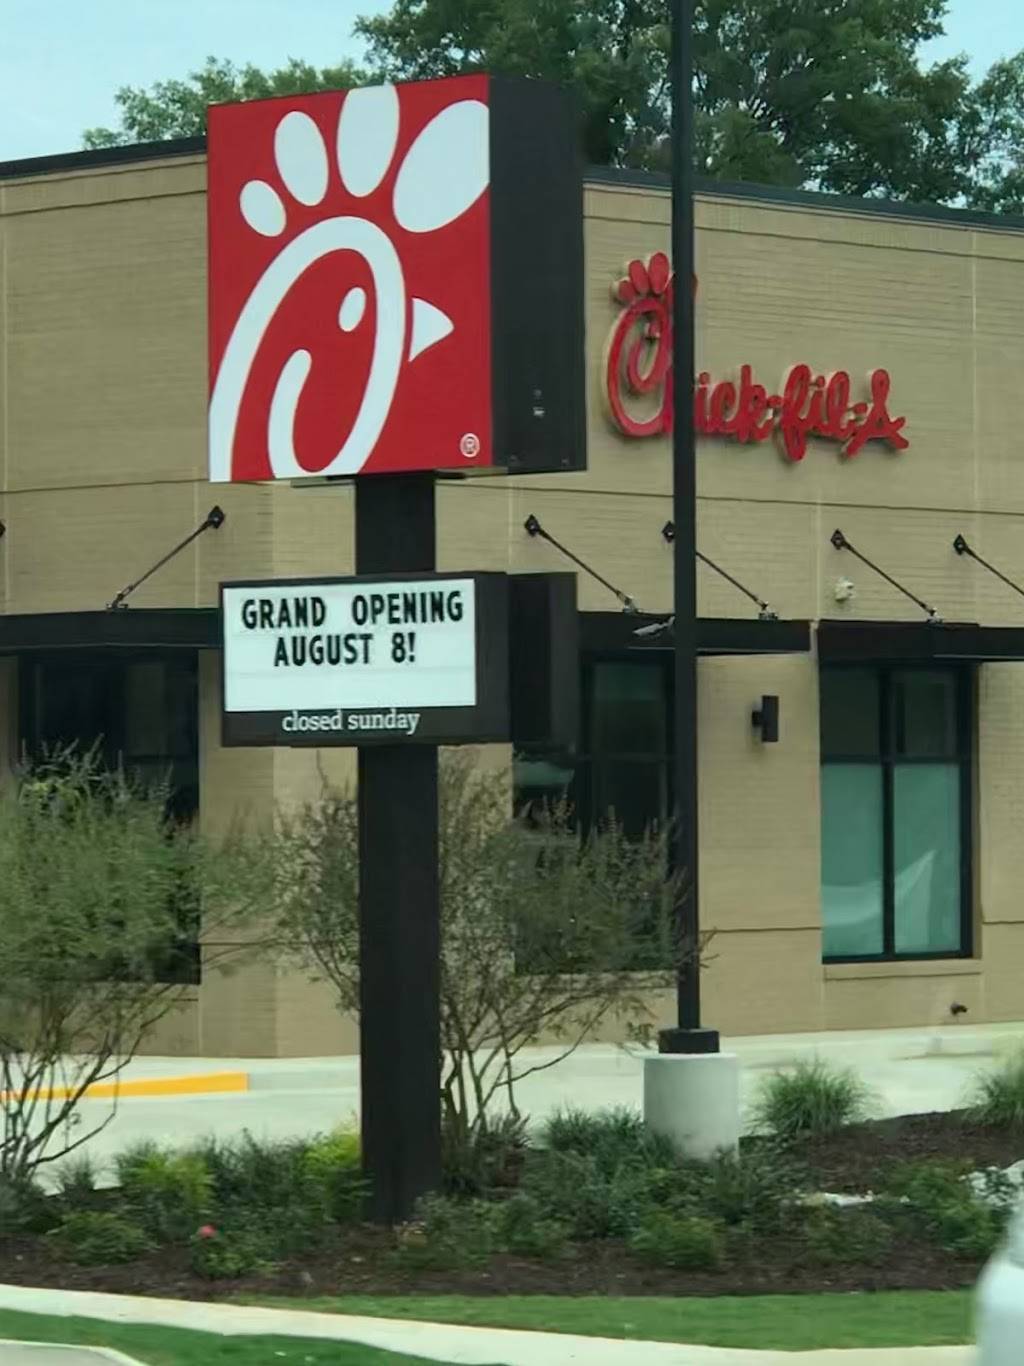 Chick-fil-A
GRAND OPENING
AUGUST 8!
closed sunday